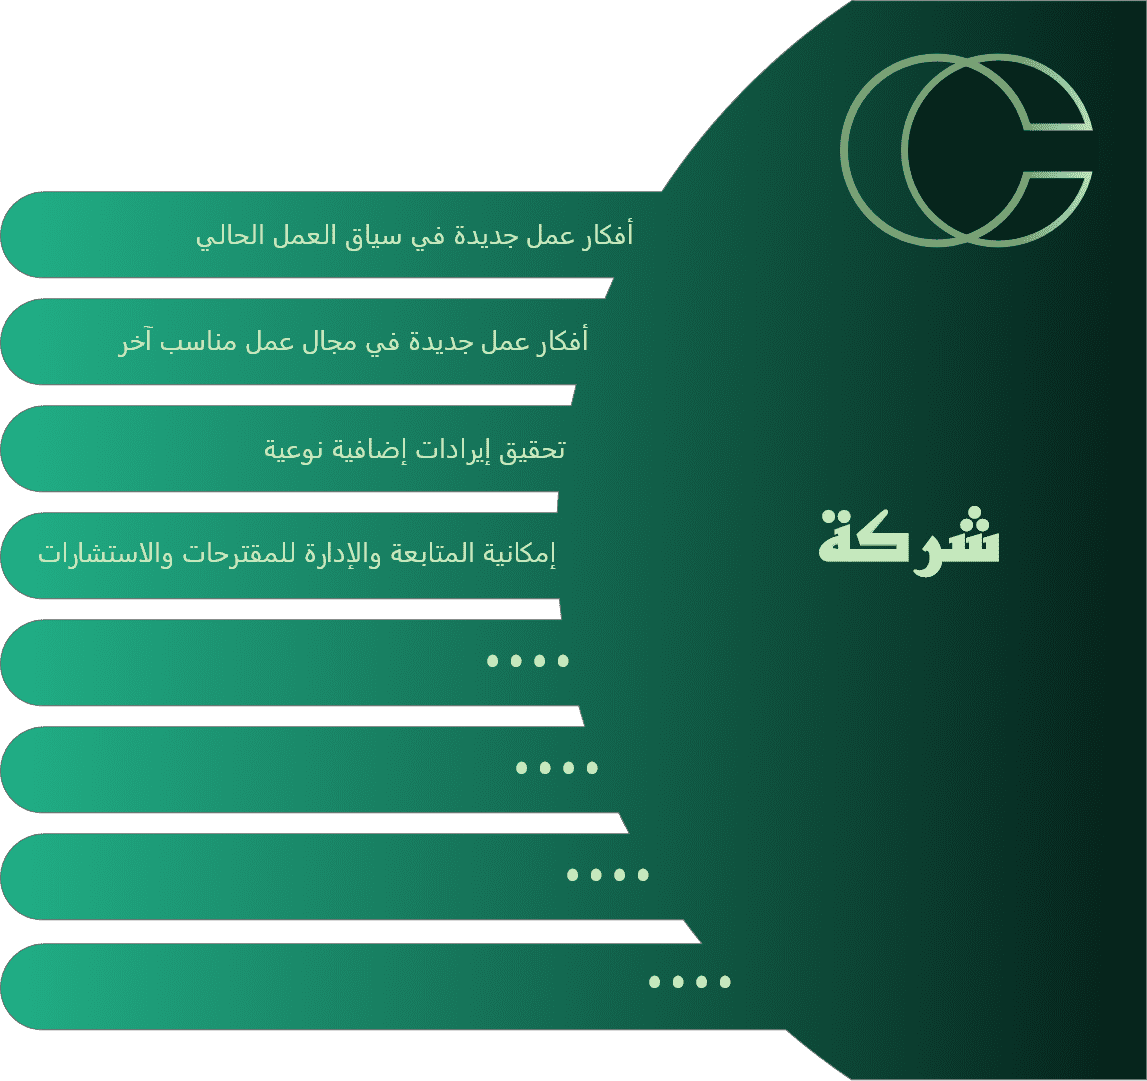 أفكار عمل جديدة في سياق العمل الحالي
أفكار عمل جديدة في مجال عمل مناسب آخر
تحقيق إيرادات إضافية نوعية
إمكانية المتابعة والإدارة للمقترحات والاستشارات
شركة
••••
••••
••••
••••